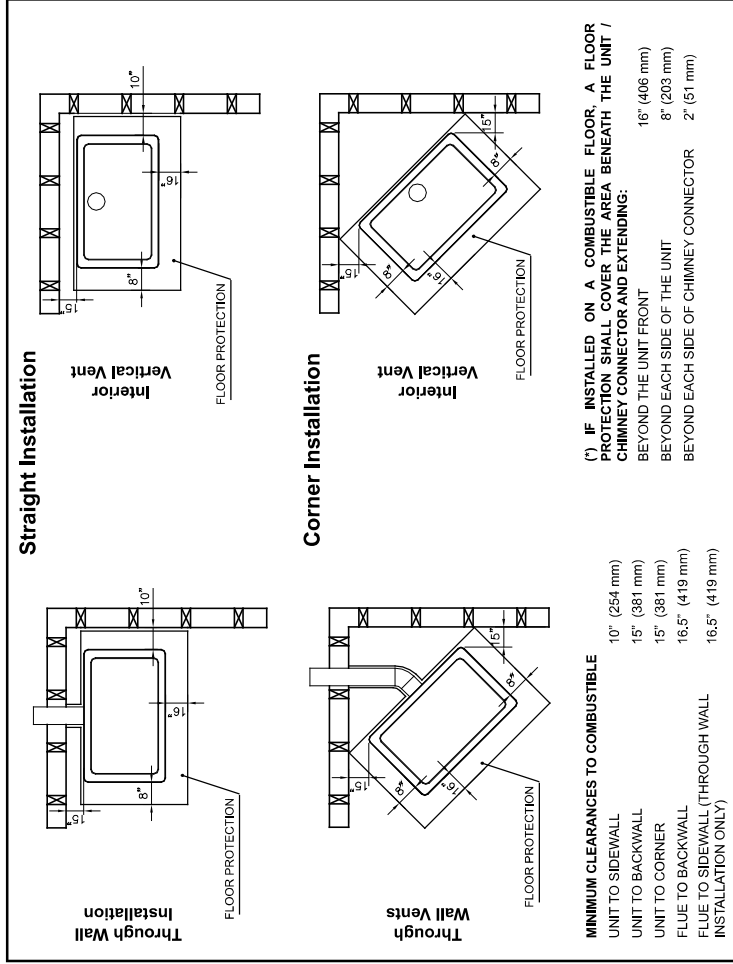 Straight Installation
Through Wall
Installation
15"
10"
16"
8"
FLOOR PROTECTION
Interior
Vertical Vent
15"
10"
16"
8"
FLOOR PROTECTION
Corner Installation
Through
Wall Vents
15"
15"
8"
8"
16"
FLOOR PROTECTION
Interior
Vertical Vent
15"
15"
8"
8"
16"
FLOOR PROTECTION
MINIMUM CLEARANCES TO COMBUSTIBLE
UNIT TO SIDEWALL 10" (254 mm)
UNIT TO BACKWALL 15" (381 mm)
UNIT TO CORNER 15" (381 mm)
FLUE TO BACKWALL 16,5" (419 mm)
FLUE TO SIDEWALL (THROUGH WALL
INSTALLATION ONLY) 16,5" (419 mm)
(*) IF INSTALLED ON A COMBUSTIBLE FLOOR, A FLOOR
PROTECTION SHALL COVER THE AREA BENEATH THE UNIT /
CHIMNEY CONNECTOR AND EXTENDING:
BEYOND THE UNIT FRONT 16" (406 mm)
BEYOND EACH SIDE OF THE UNIT 8" (203 mm)
BEYOND EACH SIDE OF CHIMNEY CONNECTOR 2" (51 mm)